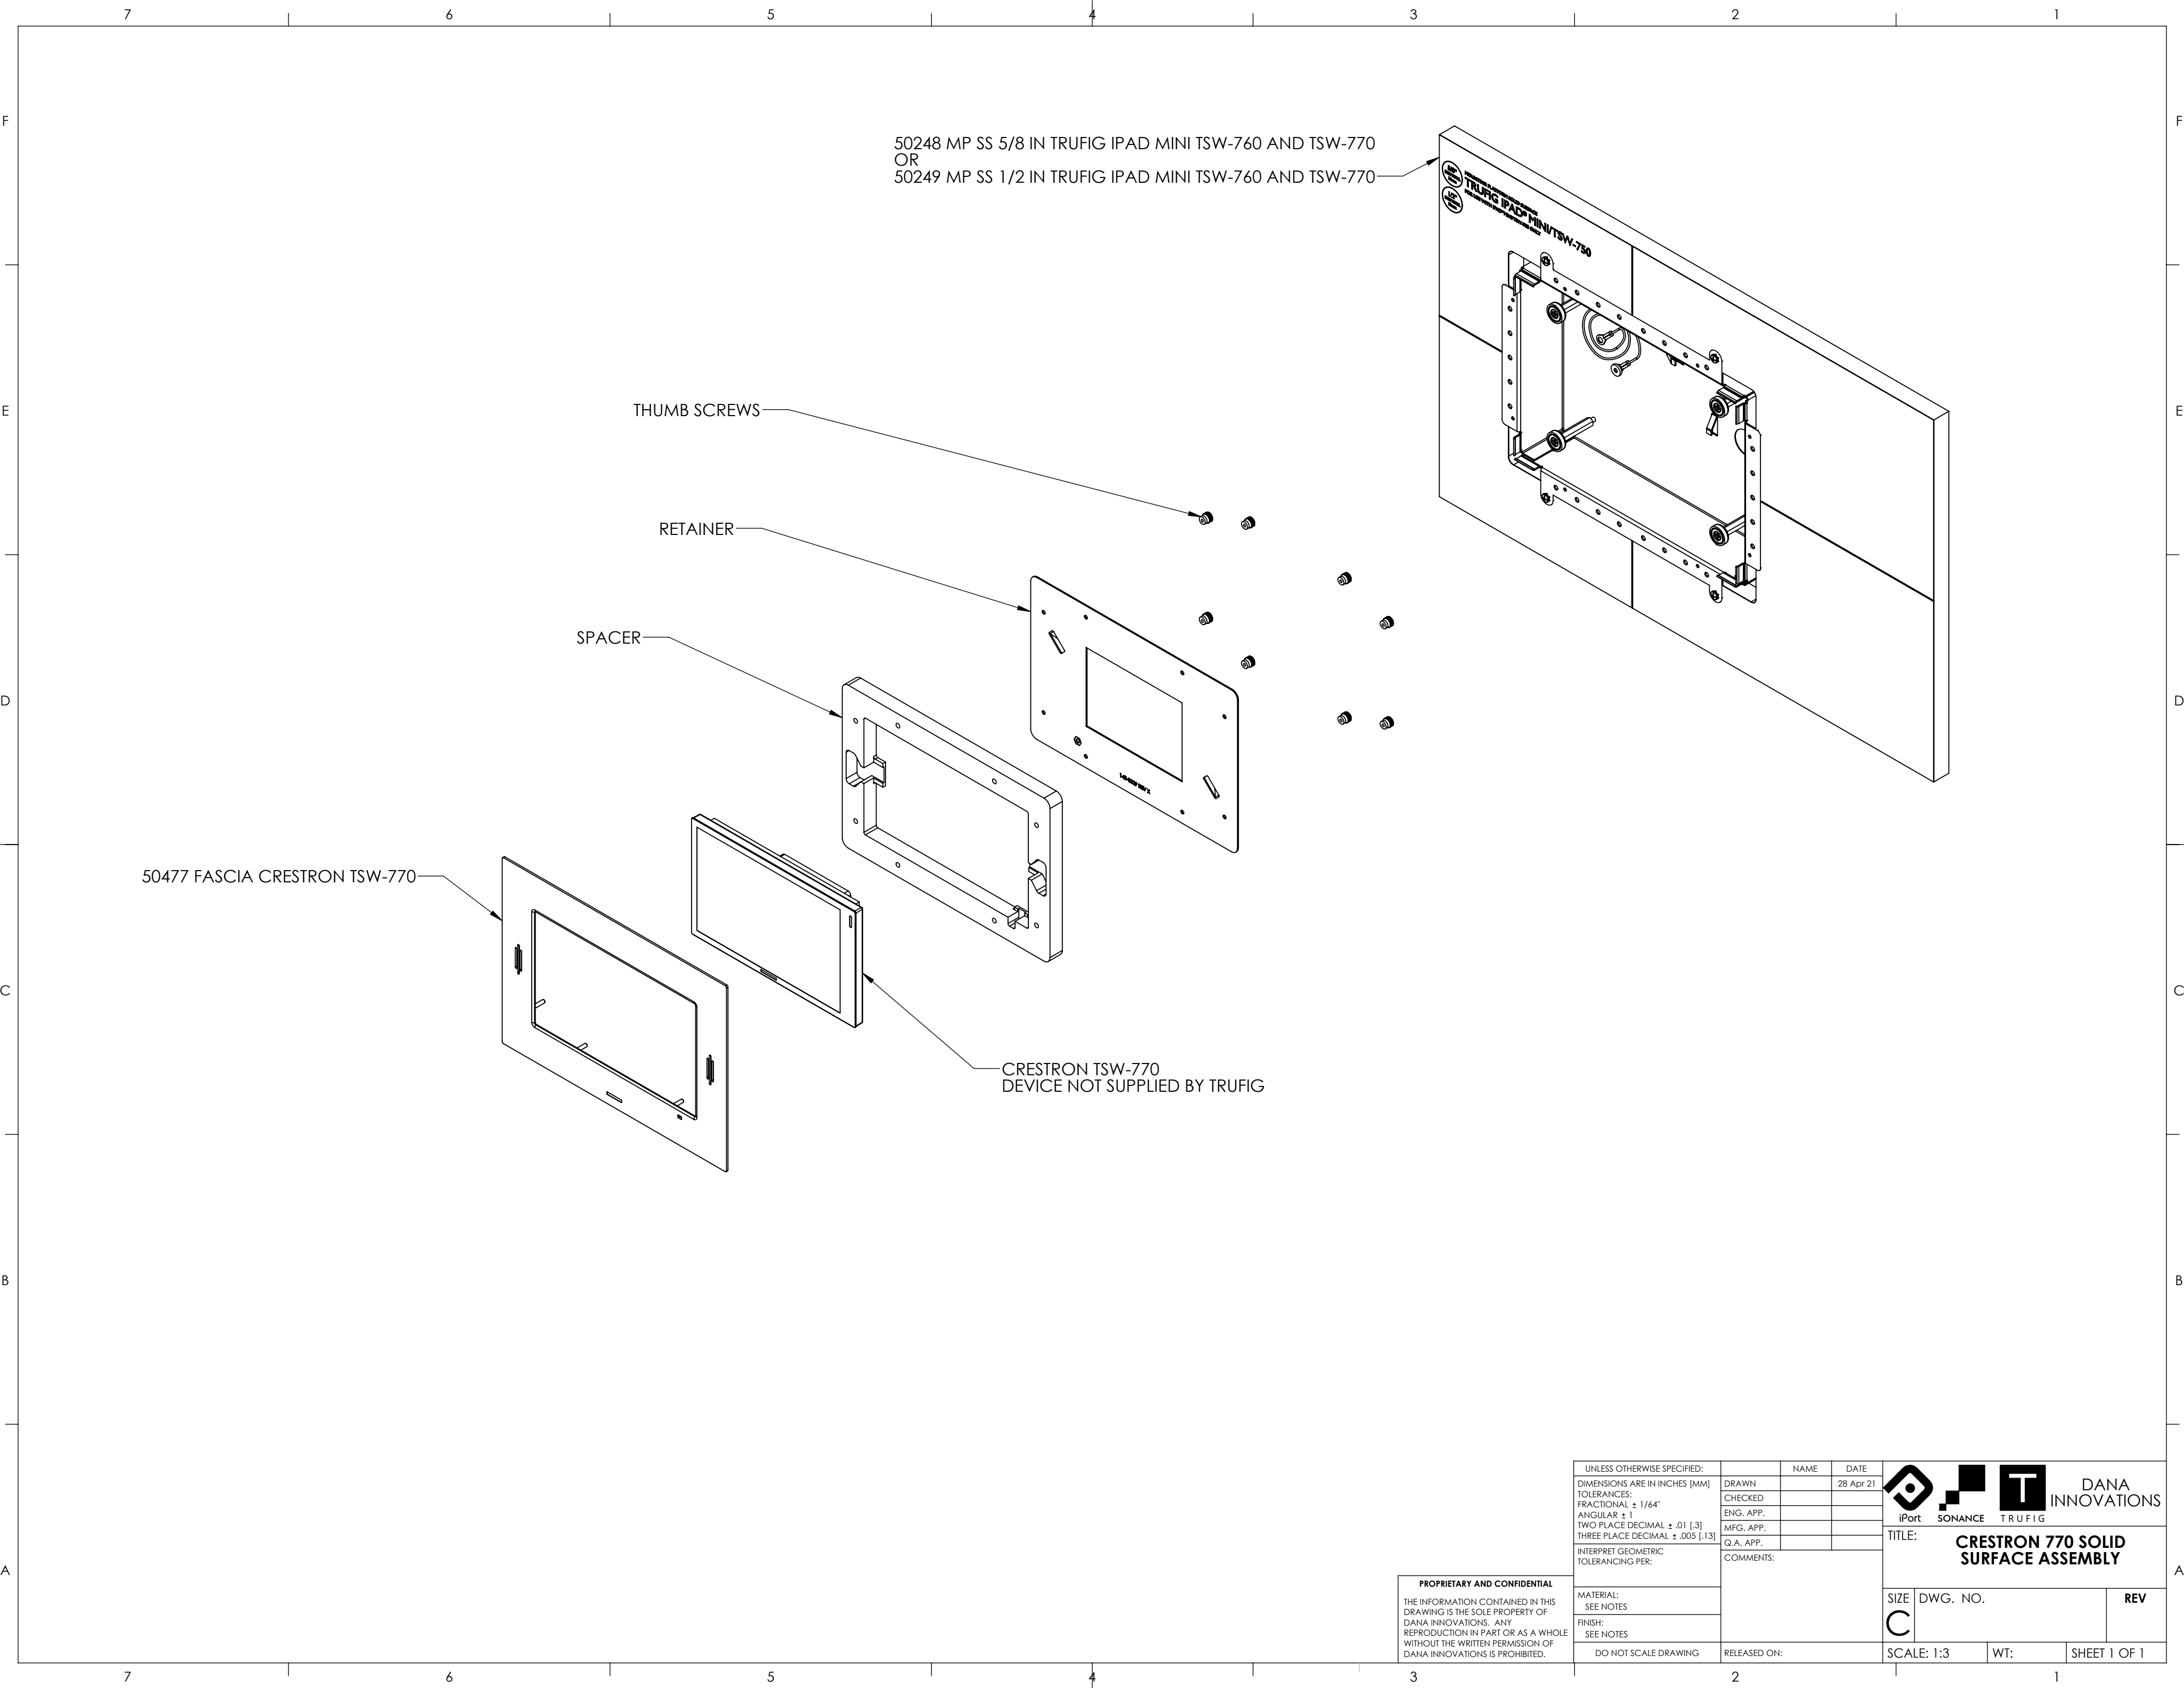 7 6 5 4 3 2 1
F F
50248 MP SS 5/8 IN TRUFIG IPAD MINI TSW-760 AND TSW-770
OR
50249 MP SS 1/2 IN TRUFIG IPAD MINI TSW-760 AND TSW-770
TRUFIG IPAD® MINI/TSW-750
E E
THUMB SCREWS
RETAINER
SPACER
D D
50477 FASCIA CRESTRON TSW-770
C C
CRESTRON TSW-770
DEVICE NOT SUPPLIED BY TRUFIG
B B
A A
PROPRIETARY AND CONFIDENTIAL
THE INFORMATION CONTAINED IN THIS
DRAWING IS THE SOLE PROPERTY OF
DANA INNOVATIONS. ANY
REPRODUCTION IN PART OR AS A WHOLE
WITHOUT THE WRITTEN PERMISSION OF
DANA INNOVATIONS IS PROHIBITED.
UNLESS OTHERWISE SPECIFIED:
DIMENSIONS ARE IN INCHES [MM]
TOLERANCES:
FRACTIONAL ± 1/64"
ANGULAR ± 1
TWO PLACE DECIMAL ± .01 [.3]
THREE PLACE DECIMAL ± .005 [.13]
INTERPRET GEOMETRIC
TOLERANCING PER:
MATERIAL:
SEE NOTES
FINISH:
SEE NOTES
DO NOT SCALE DRAWING
NAME DATE
DRAWN 28 Apr 21
CHECKED
ENG. APP.
MFG. APP.
Q.A. APP.
COMMENTS:
RELEASED ON:
iPort SONANCE T TRUFIG
DANA
INNOVATIONS
TITLE:
CRESTRON 770 SOLID
SURFACE ASSEMBLY
SIZE DWG. NO. REV
C
SCALE: 1:3 WT: SHEET 1 OF 1
7 6 5 4 3 2 1